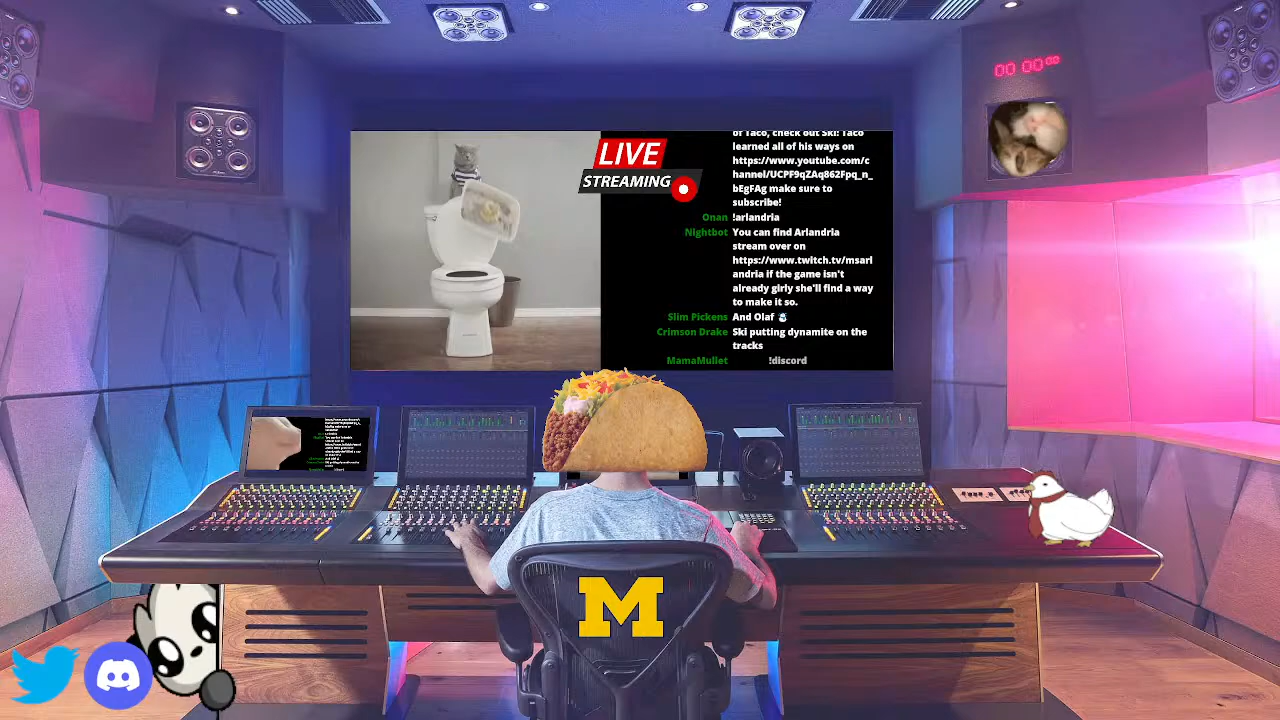 00 00 00
LIVE
STREAMING
of Taco, check out Ski! Taco
learned all of his ways on
https://www.youtube.com/c
hannel/UCPF9qZAq862Fpq_n_
bEgFAg make sure to
subscribe!
Onan !arlandria
Nightbot You can find Arlandria
stream over on
https://www.twitch.tv/msarl
andria if the game isn't
already girly she'll find a way
to make it so.
Slim Pickens And Olaf ⛄
Crimson Drake Ski putting dynamite on the
tracks
MamaMullet !discord
M